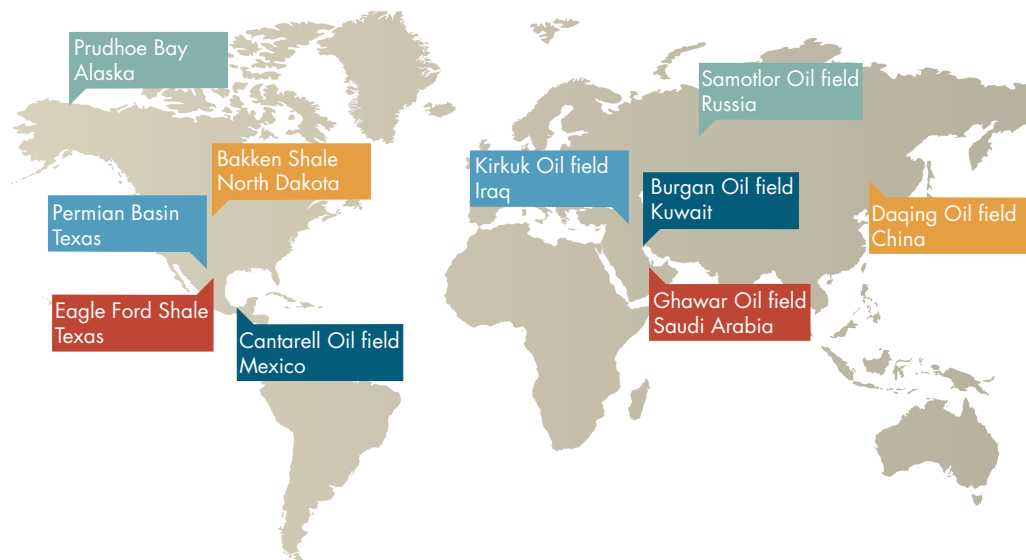 Prudhoe Bay
Alaska
Samotlor Oil field
Russia
Bakken Shale
North Dakota
Kirkuk Oil field
Iraq
Burgan Oil field
Kuwait
Permian Basin
Texas
Daqing Oil field
China
Eagle Ford Shale
Texas
Ghawar Oil field
Saudi Arabia
Cantarell Oil field
Mexico